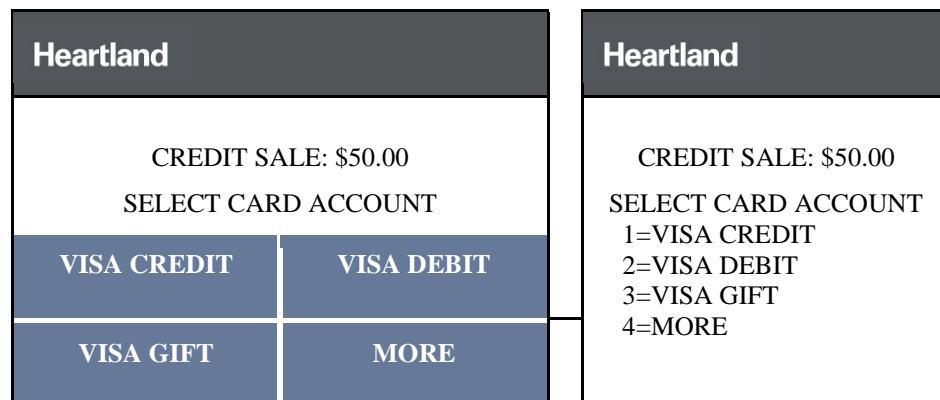 Heartland
CREDIT SALE: $50.00
SELECT CARD ACCOUNT
VISA CREDIT
VISA DEBIT
VISA GIFT
MORE
Heartland
CREDIT SALE: $50.00
SELECT CARD ACCOUNT
1=VISA CREDIT
2=VISA DEBIT
3=VISA GIFT
4=MORE